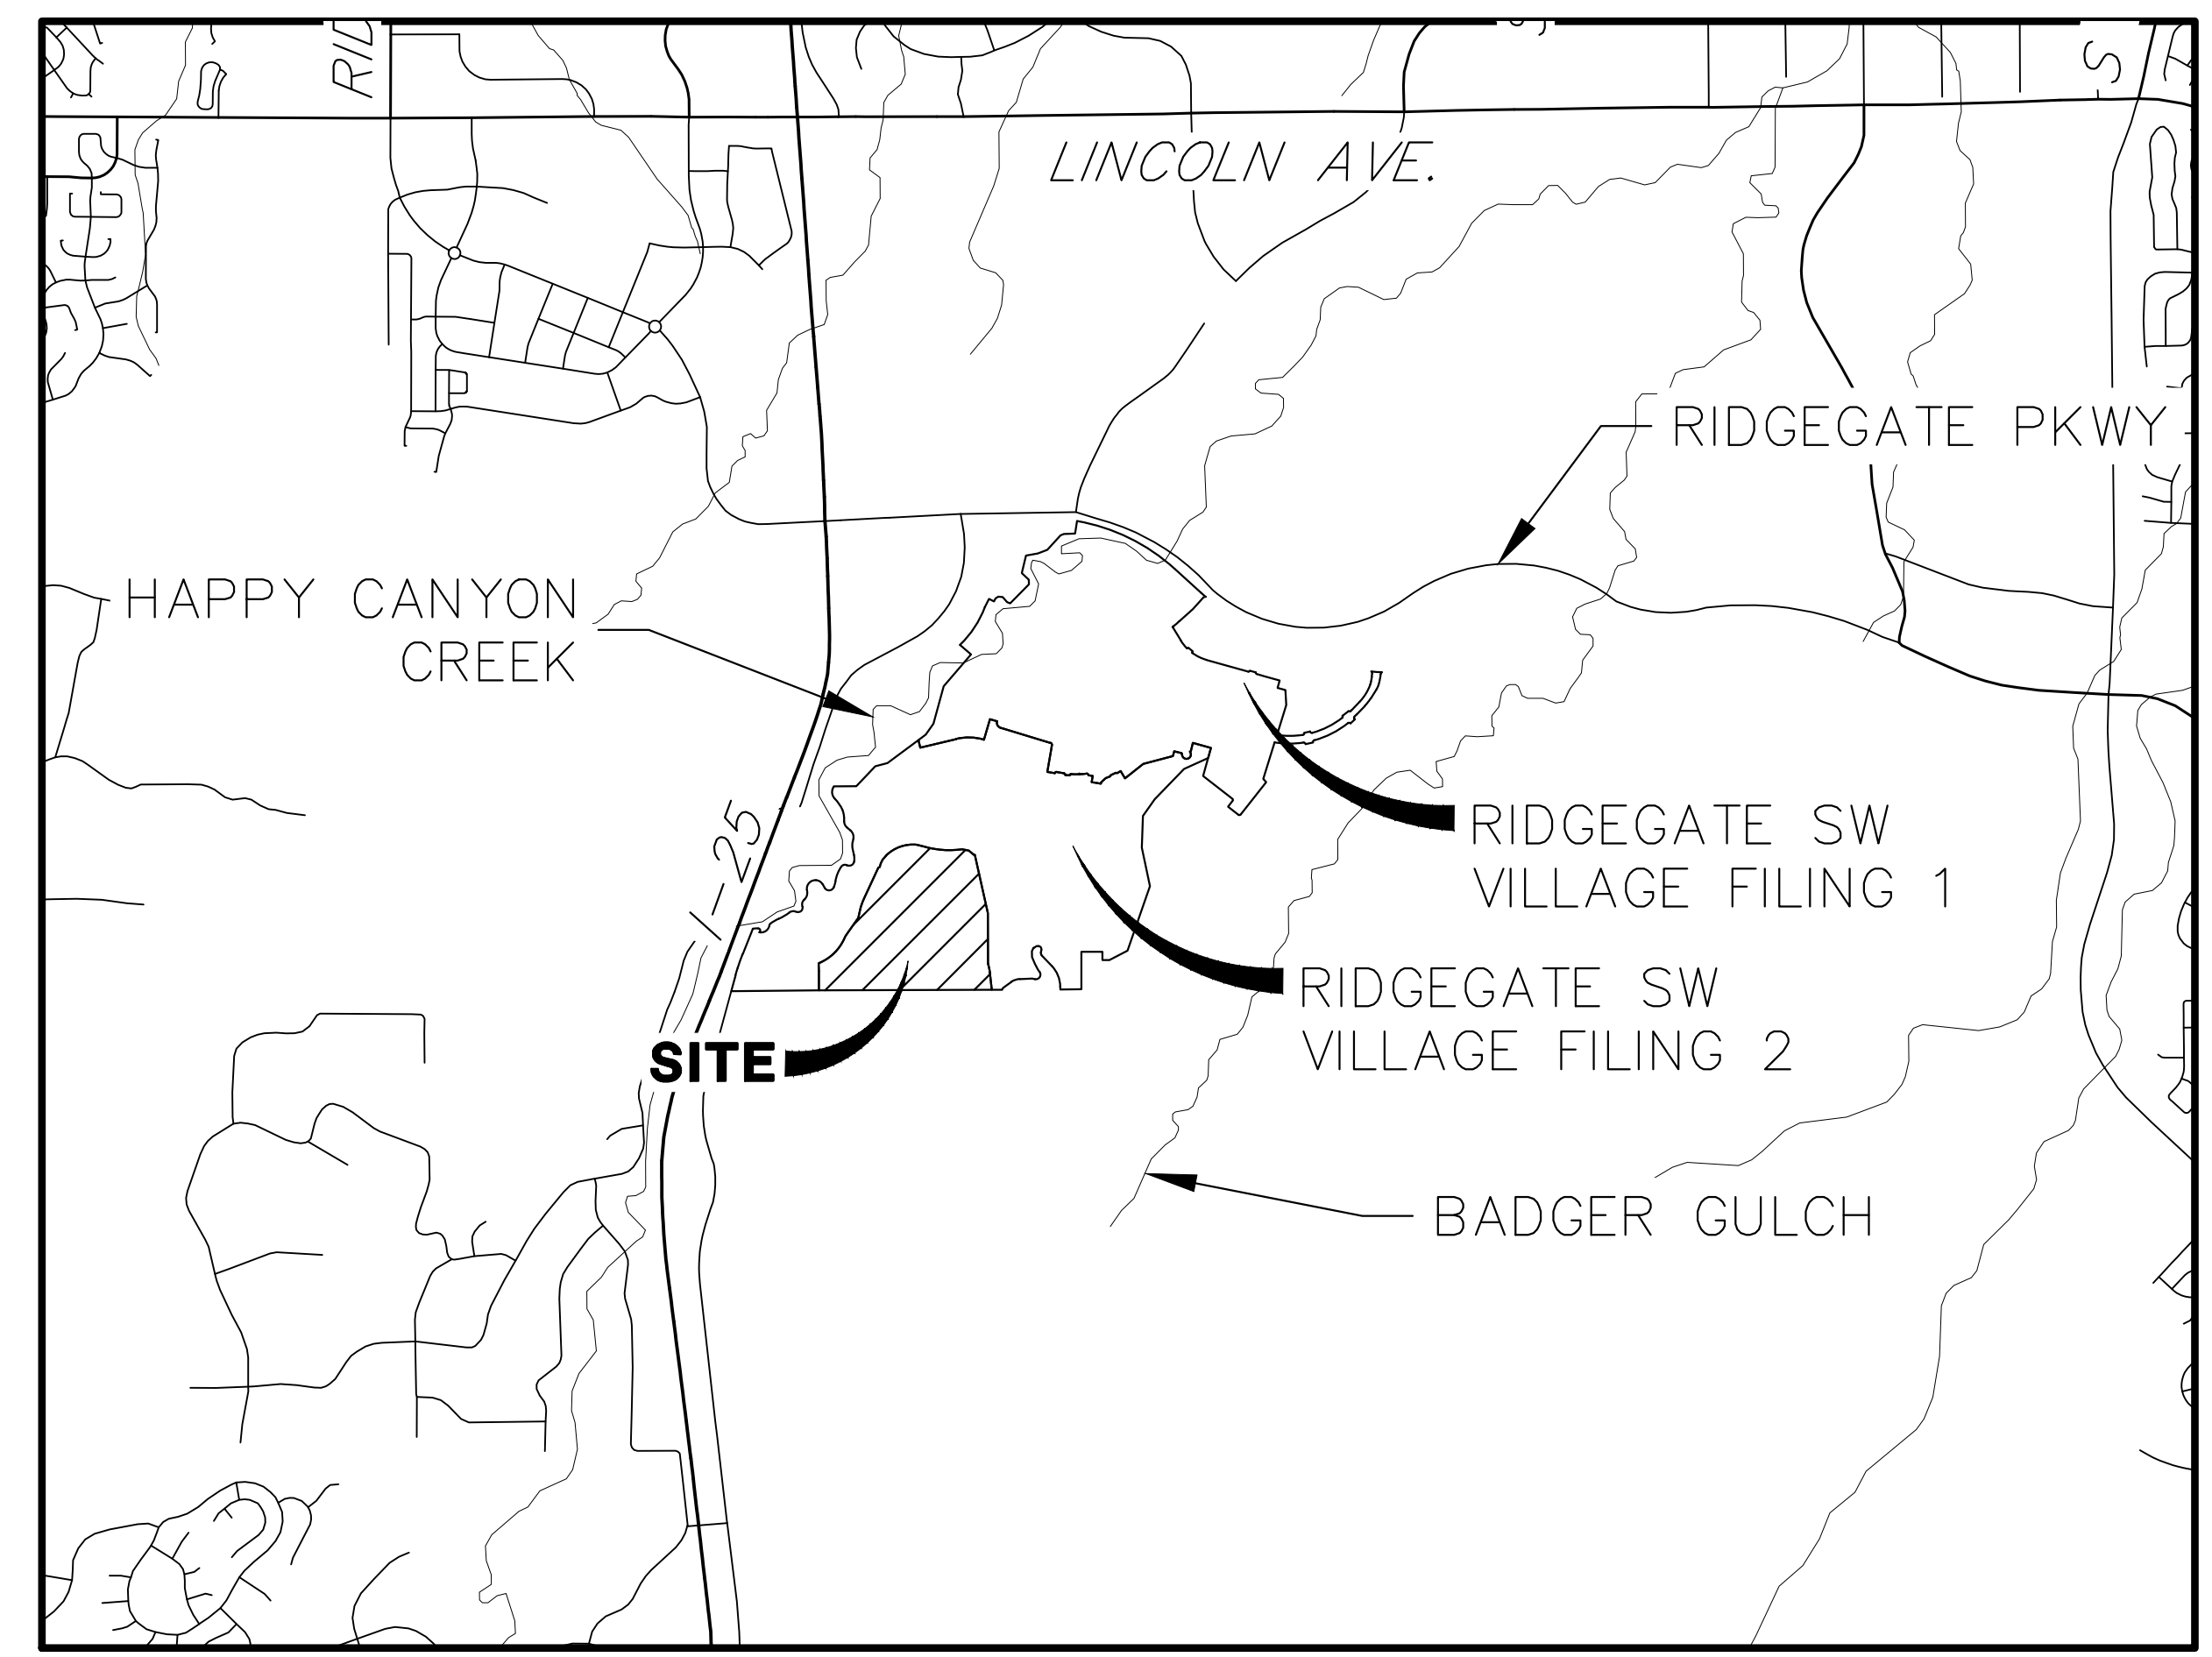 LINCOLN AVE.
RIDGEGATE PKWY
HAPPY CANYON
CREEK
I-25
RIDGEGATE SW
VILLAGE FILING 1
RIDGEGATE SW
VILLAGE FILING 2
SITE
BADGER GULCH